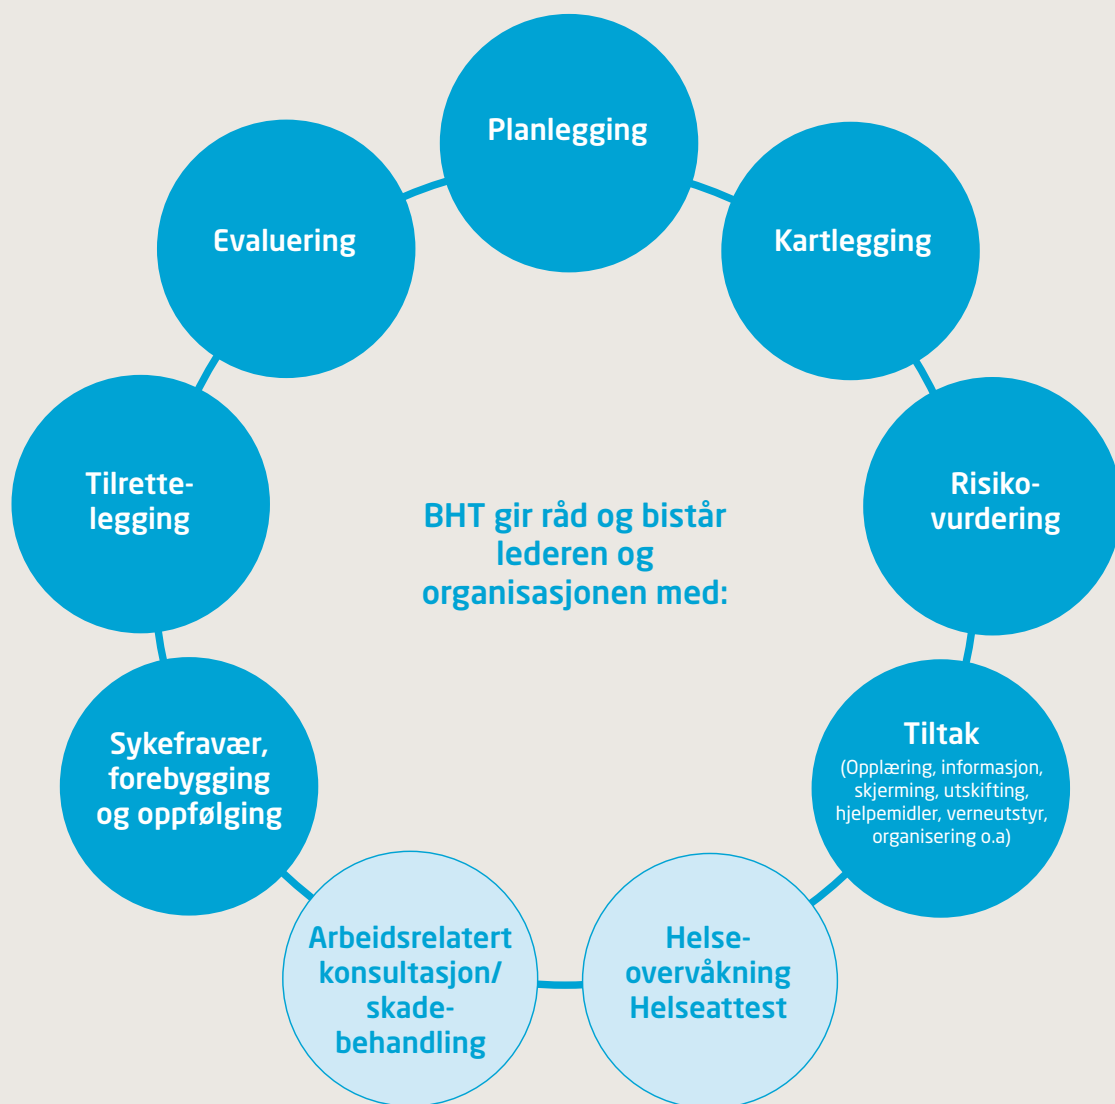 Planlegging
Evaluering
Kartlegging
Tilrette-
legging
BHT gir råd og bistår
lederen og
organisasjonen med:
Risiko-
vurdering
Sykefravær,
forebygging
og oppfølging
Tiltak
(Opplæring, informasjon,
skjerming, utskifting,
hjelpemidler, verneutstyr,
organisering o.a)
Arbeidsrelatert
konsultasjon/
skade-
behandling
Helse-
overvåkning
Helseattest